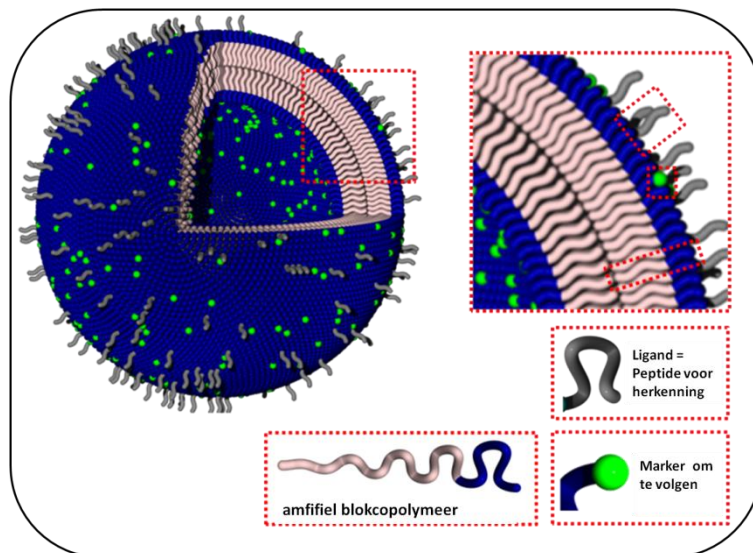 Ligand =
Peptide voor
herkenning
amfifiel blokcopolymeer
Marker om
te volgen